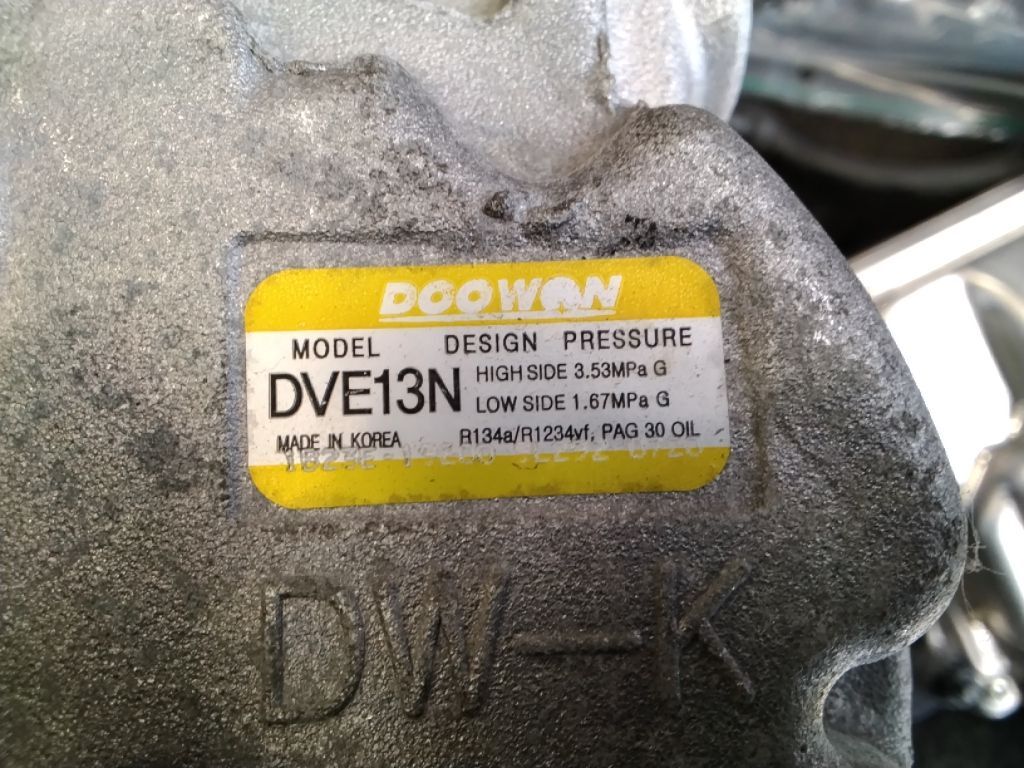 DOOWON
MODEL DESIGN PRESSURE
DVE13N HIGH SIDE 3.53MPa G
LOW SIDE 1.67MPa G
MADE IN KOREA R134a/R1234yf, PAG 30 OIL
DW-K